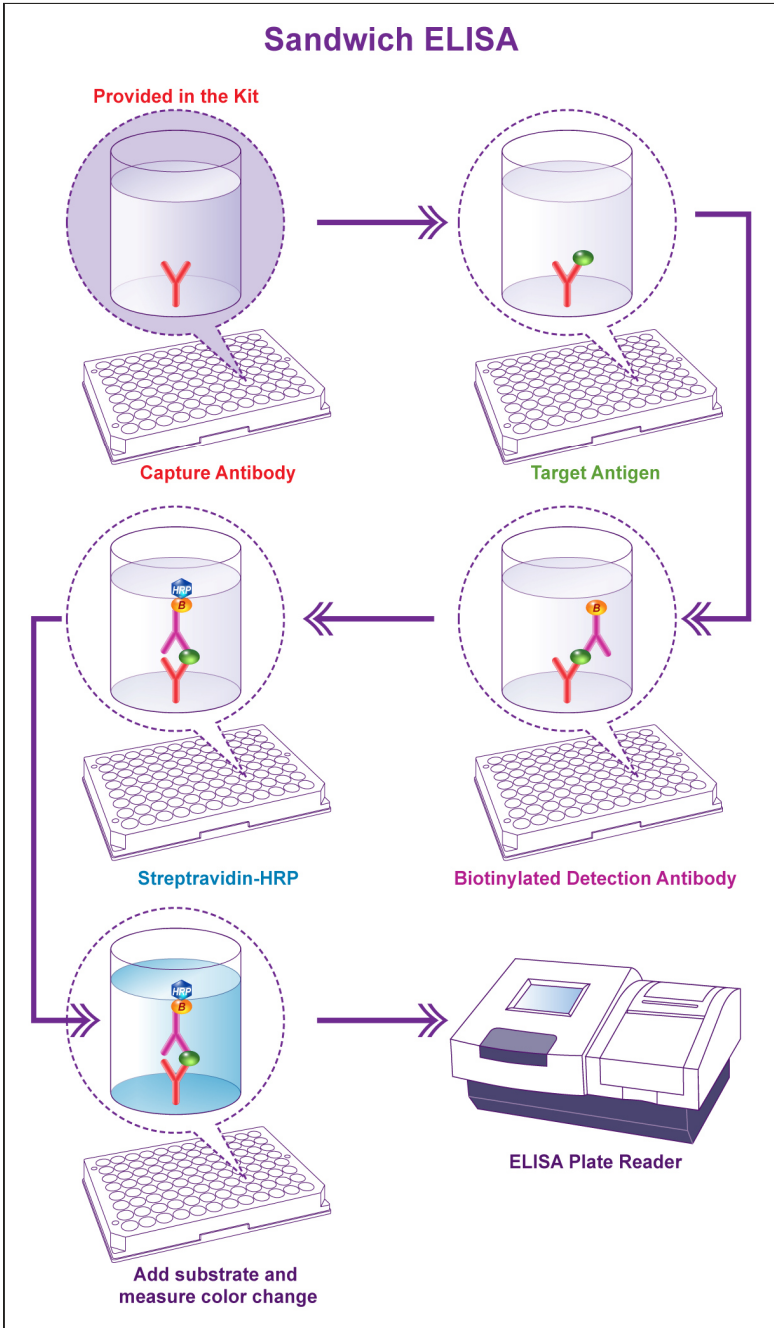 Sandwich ELISA
Provided in the Kit
Capture Antibody
Target Antigen
B
HRP
B
Biotinylated Detection Antibody
Streptravidin-HRP
HRP
B
Add substrate and
measure color change
ELISA Plate Reader